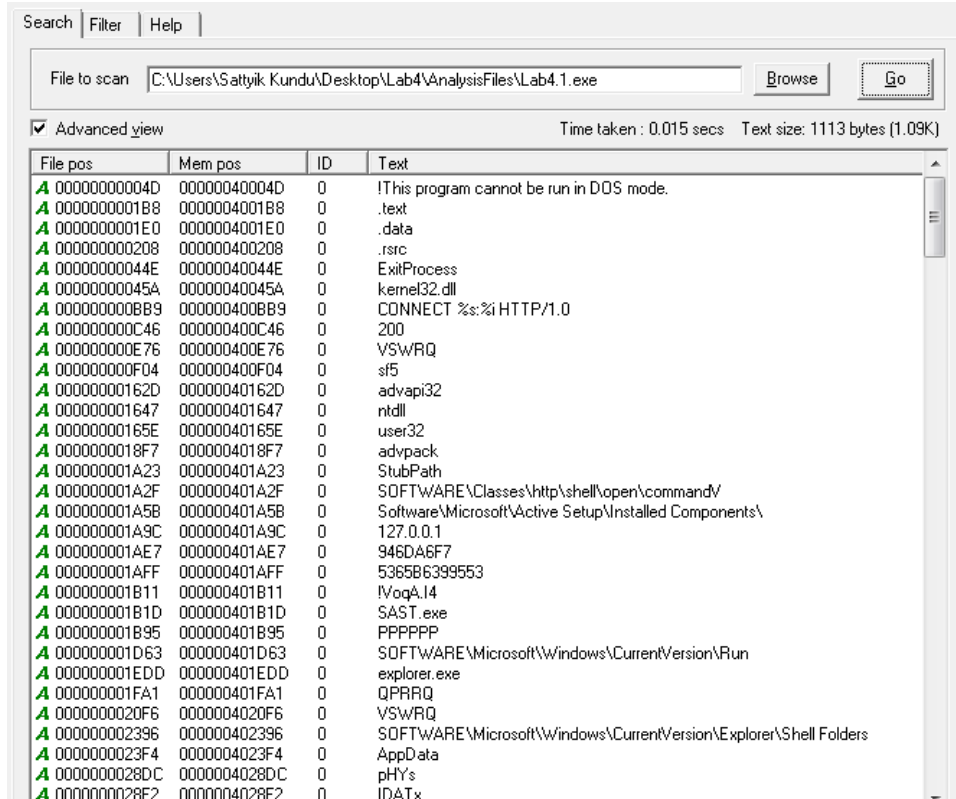 Search Filter Help
File to scan C:\Users\Sattyik Kundu\Desktop\Lab4\AnalysisFiles\Lab4.1.exe Browse Go
Advanced view Time taken : 0.015 secs Text size: 1113 bytes (1.09K)
File pos Mem pos ID Text
A 00000000004D 00000040004D 0 !This program cannot be run in DOS mode.
A 0000000001B8 0000004001B8 0 .text
A 0000000001E0 0000004001E0 0 .data
A 000000000208 000000400208 0 .rsrc
A 00000000044E 00000040044E 0 ExitProcess
A 00000000045A 00000040045A 0 kernel32.dll
A 000000000BB9 000000400BB9 0 CONNECT %s:%i HTTP/1.0
A 000000000C46 000000400C46 0 200
A 000000000E76 000000400E76 0 VSWRQ
A 000000000F04 000000400F04 0 sf5
A 00000000162D 00000040162D 0 advapi32
A 000000001647 000000401647 0 ntdll
A 00000000165E 00000040165E 0 user32
A 0000000018F7 0000004018F7 0 advpack
A 000000001A23 000000401A23 0 StubPath
A 000000001A2F 000000401A2F 0 SOFTWARE\Classes\http\shell\open\commandV
A 000000001A5B 000000401A5B 0 Software\Microsoft\Active Setup\Installed Components\
A 000000001A9C 000000401A9C 0 127.0.0.1
A 000000001AE7 000000401AE7 0 946DA6F7
A 000000001AFF 000000401AFF 0 5365B6399553
A 000000001B11 000000401B11 0 !VoqA.I4
A 000000001B1D 000000401B1D 0 SAST.exe
A 000000001B95 000000401B95 0 PPPPPP
A 000000001D63 000000401D63 0 SOFTWARE\Microsoft\Windows\CurrentVersion\Run
A 000000001EDD 000000401EDD 0 explorer.exe
A 000000001FA1 000000401FA1 0 QPRRQ
A 0000000020F6 0000004020F6 0 VSWRQ
A 000000002396 000000402396 0 SOFTWARE\Microsoft\Windows\CurrentVersion\Explorer\Shell Folders
A 0000000023F4 0000004023F4 0 AppData
A 0000000028DC 0000004028DC 0 pHYs
A 0000000028F2 0000004028F2 0 IDATx